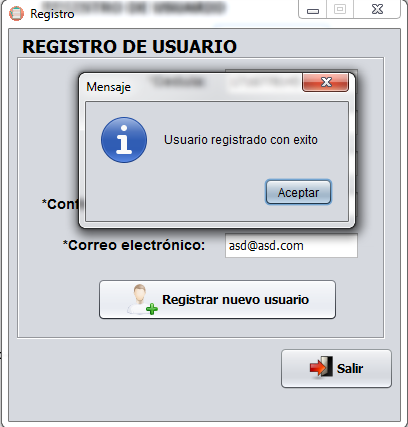 Registro
REGISTRO DE USUARIO
Mensaje
Usuario registrado con exito
Aceptar
*Correo electrónico:
asd@asd.com
Registrar nuevo usuario
Salir